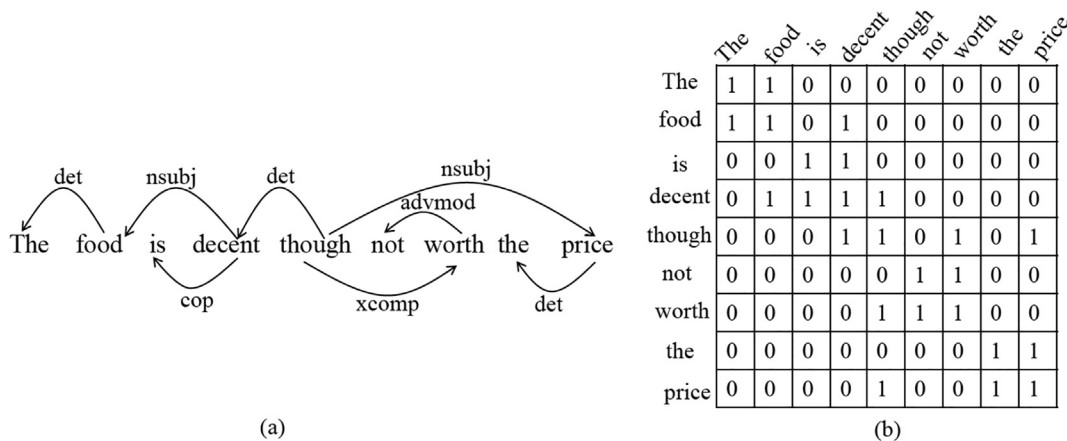 det nsubj det nsubj
advmod
The food is decent though not worth the price
cop xcomp det
(a)
The food is decent though not worth the price
The 1 1 0 0 0 0 0 0 0
food 1 1 0 1 0 0 0 0 0
is 0 0 1 1 0 0 0 0 0
decent 0 1 1 1 1 0 0 0 0
though 0 0 0 1 1 0 1 0 1
not 0 0 0 0 0 1 1 0 0
worth 0 0 0 0 1 1 1 0 0
the 0 0 0 0 0 0 0 1 1
price 0 0 0 0 1 0 0 1 1
(b)